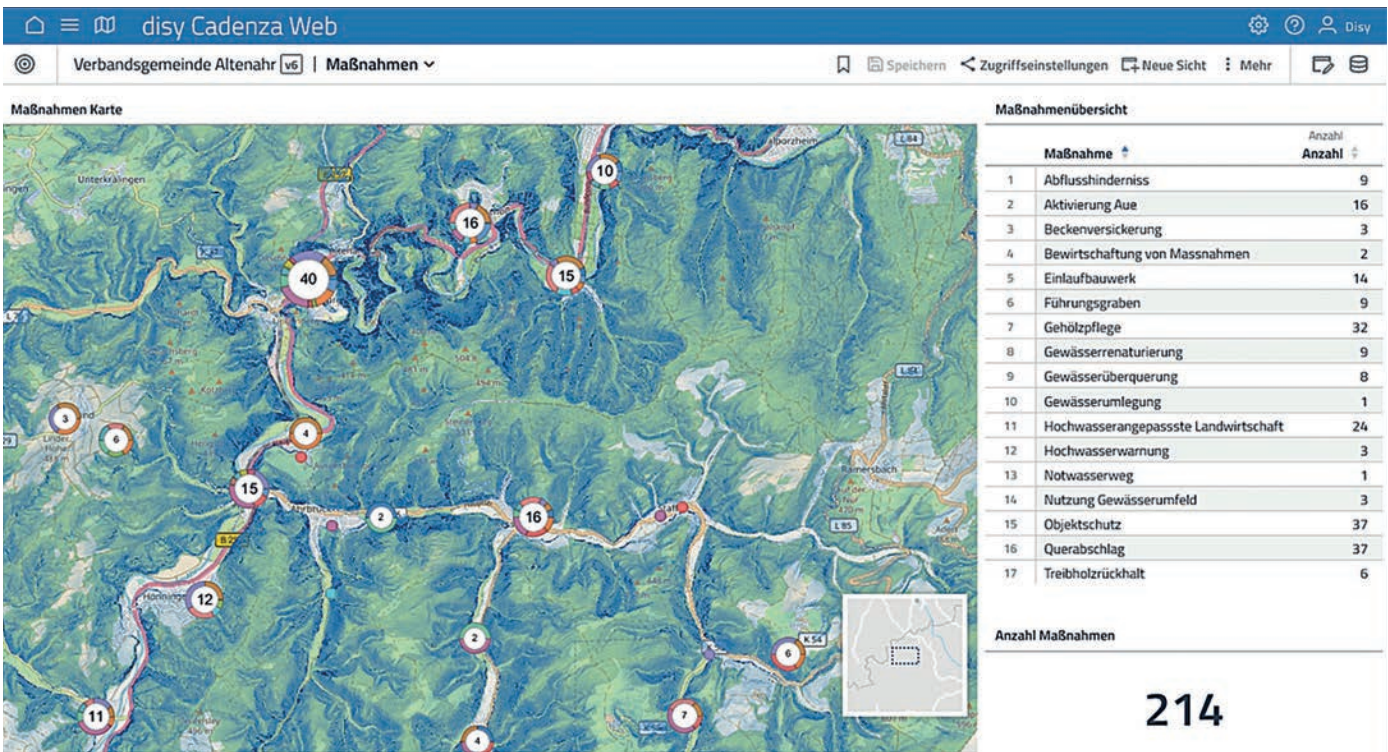 disy Cadenza Web
Disy
Verbandsgemeinde Altenahr v6 | Maßnahmen
Speichern
Zugriffseinstellungen
Neue Sicht
Mehr
Maßnahmen Karte
Maßnahmenübersicht
Anzahl
Maßnahme Anzahl
1 Abflusshinderniss 9
2 Aktivierung Aue 16
3 Beckenversickerung 3
4 Bewirtschaftung von Massnahmen 2
5 Einlaufbauwerk 14
6 Führungsgraben 9
7 Gehölzpflege 32
8 Gewässerrenaturierung 9
9 Gewässerüberquerung 8
10 Gewässerumlegung 1
11 Hochwasserangepassste Landwirtschaft 24
12 Hochwasserwarnung 3
13 Notwasserweg 1
14 Nutzung Gewässerumfeld 3
15 Objektschutz 37
16 Querabschlag 37
17 Treibholzrückhalt 6
Anzahl Maßnahmen
214
L 84
10
Unterkrälingen
16
40
15
3
6
4
Ramersbach
15
2
16
L 85
12
2
K 54
6
11
7
4